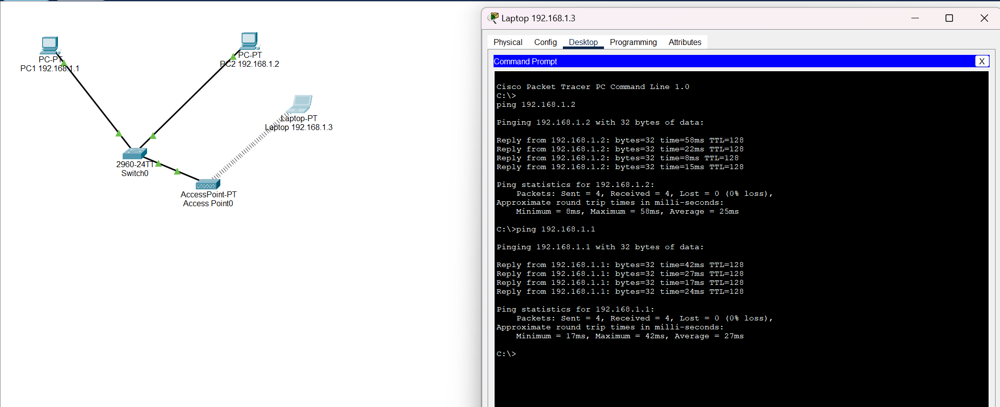 PC-PT
PC1 192.168.1.1
PC-PT
PC2 192.168.1.2
Laptop-PT
Laptop 192.168.1.3
2960-24TT
Switch0
AccessPoint-PT
Access Point0
Laptop 192.168.1.3
Physical Config Desktop Programming Attributes
Command Prompt
X
Cisco Packet Tracer PC Command Line 1.0
C:\>
ping 192.168.1.2
Pinging 192.168.1.2 with 32 bytes of data:
Reply from 192.168.1.2: bytes=32 time=58ms TTL=128
Reply from 192.168.1.2: bytes=32 time=22ms TTL=128
Reply from 192.168.1.2: bytes=32 time=8ms TTL=128
Reply from 192.168.1.2: bytes=32 time=15ms TTL=128
Ping statistics for 192.168.1.2:
Packets: Sent = 4, Received = 4, Lost = 0 (0% loss),
Approximate round trip times in milli-seconds:
Minimum = 8ms, Maximum = 58ms, Average = 25ms
C:\>ping 192.168.1.1
Pinging 192.168.1.1 with 32 bytes of data:
Reply from 192.168.1.1: bytes=32 time=42ms TTL=128
Reply from 192.168.1.1: bytes=32 time=27ms TTL=128
Reply from 192.168.1.1: bytes=32 time=17ms TTL=128
Reply from 192.168.1.1: bytes=32 time=24ms TTL=128
Ping statistics for 192.168.1.1:
Packets: Sent = 4, Received = 4, Lost = 0 (0% loss),
Approximate round trip times in milli-seconds:
Minimum = 17ms, Maximum = 42ms, Average = 27ms
C:\>